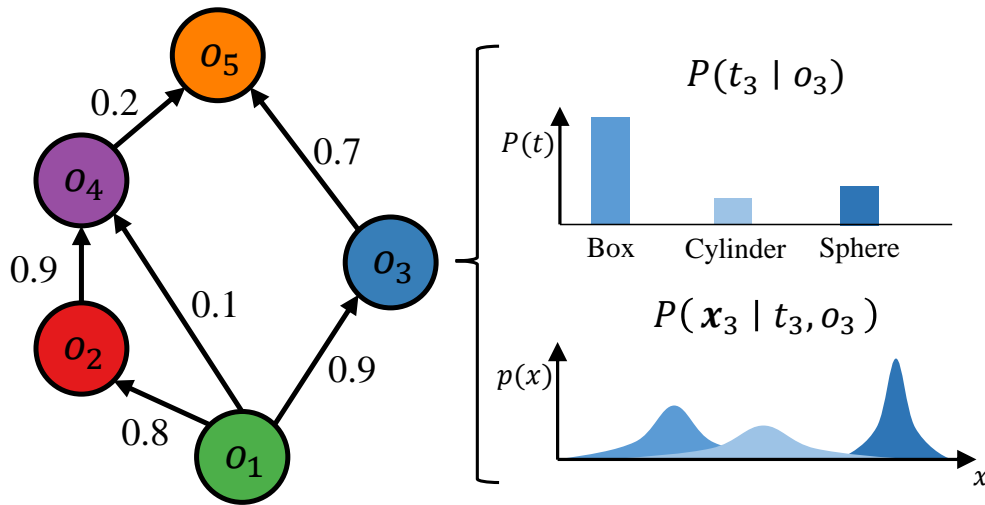 o₅
0.2
0.7
o₄
0.9
0.1
o₃
o₂
0.8
0.9
o₁
P(t₃ | o₃)
P(t)
Box Cylinder Sphere
P(x₃ | t₃, o₃)
p(x)
x